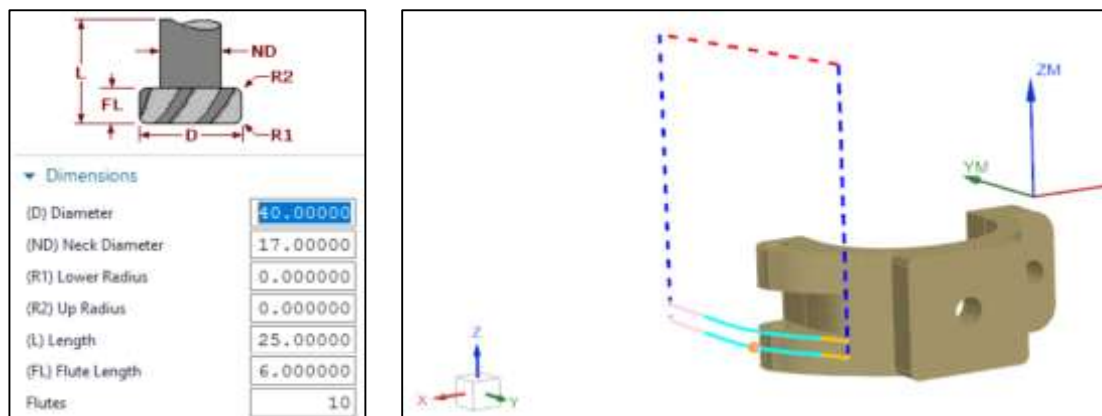 ND
L
R2
FL
D
R1
Dimensions
(D) Diameter 40.00000
(ND) Neck Diameter 17.00000
(R1) Lower Radius 0.000000
(R2) Up Radius 0.000000
(L) Length 25.00000
(FL) Flute Length 6.000000
Flutes 10
ZM
YM
Z
X
Y